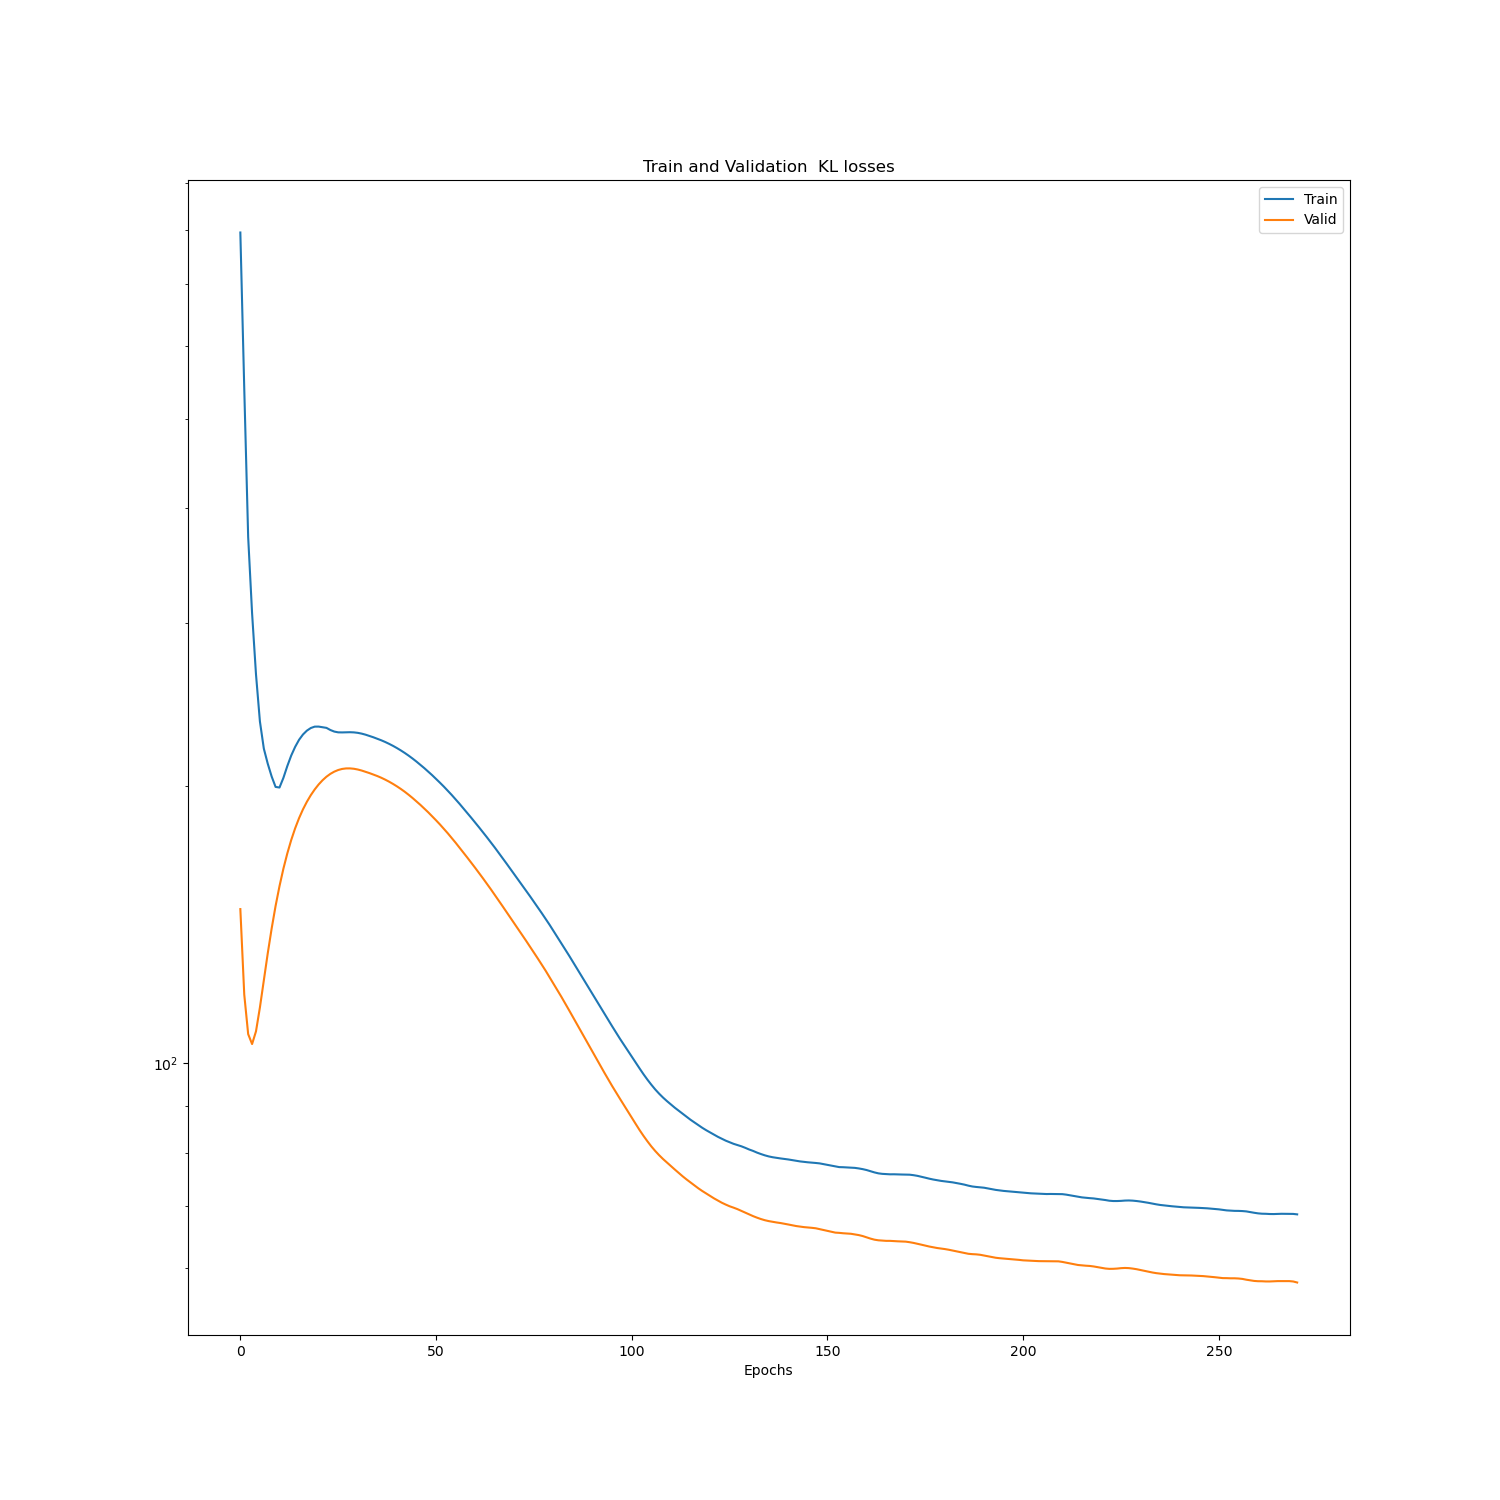 Train and Validation  KL losses
Train
Valid
10²
0 50 100 150 200 250
Epochs